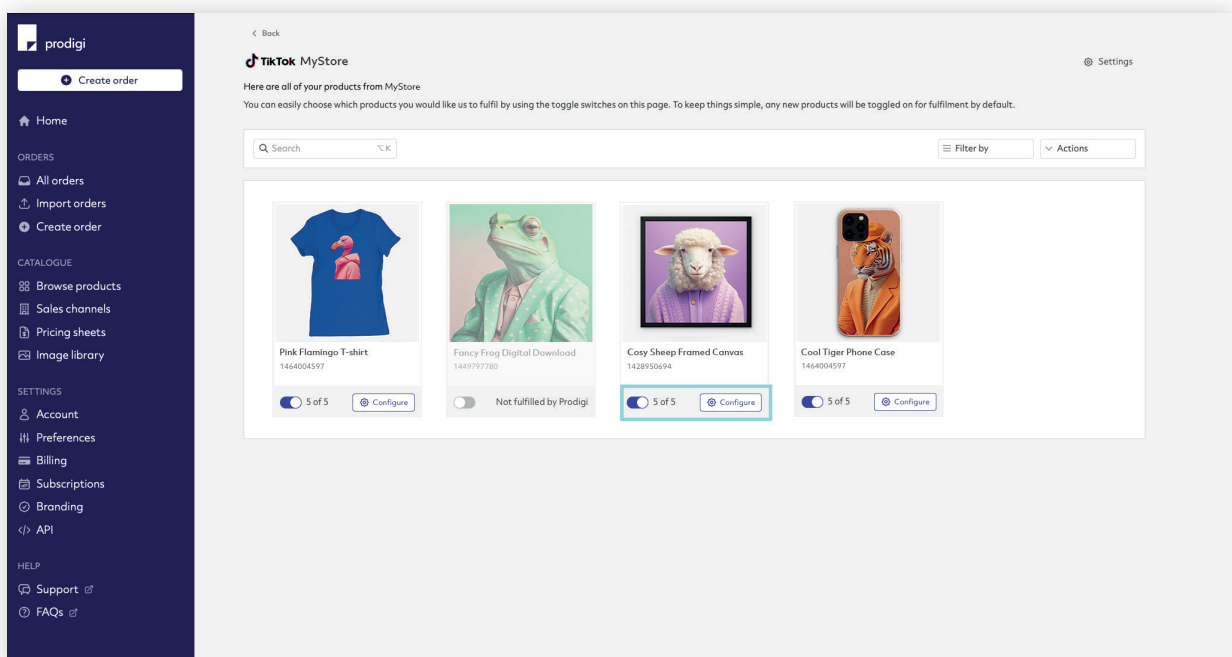 prodigi
Create order
Home
ORDERS
All orders
Import orders
Create order
CATALOGUE
Browse products
Sales channels
Pricing sheets
Image library
SETTINGS
Account
Preferences
Billing
Subscriptions
Branding
</> API
HELP
Support
FAQs
< Back
TikTok MyStore
Settings
Here are all of your products from MyStore
You can easily choose which products you would like us to fulfil by using the toggle switches on this page. To keep things simple, any new products will be toggled on for fulfilment by default.
Search ⌥ K
Filter by
Actions
Pink Flamingo T-shirt
1464004597
5 of 5 Configure
Fancy Frog Digital Download
1449797780
Not fulfilled by Prodigi
Cosy Sheep Framed Canvas
1428950694
5 of 5 Configure
Cool Tiger Phone Case
1464004597
5 of 5 Configure